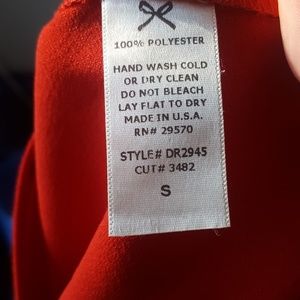 100% POLYESTER
HAND WASH COLD
OR DRY CLEAN
DO NOT BLEACH
LAY FLAT TO DRY
MADE IN U.S.A.
RN# 29570
STYLE# DR2945
CUT# 3482
S